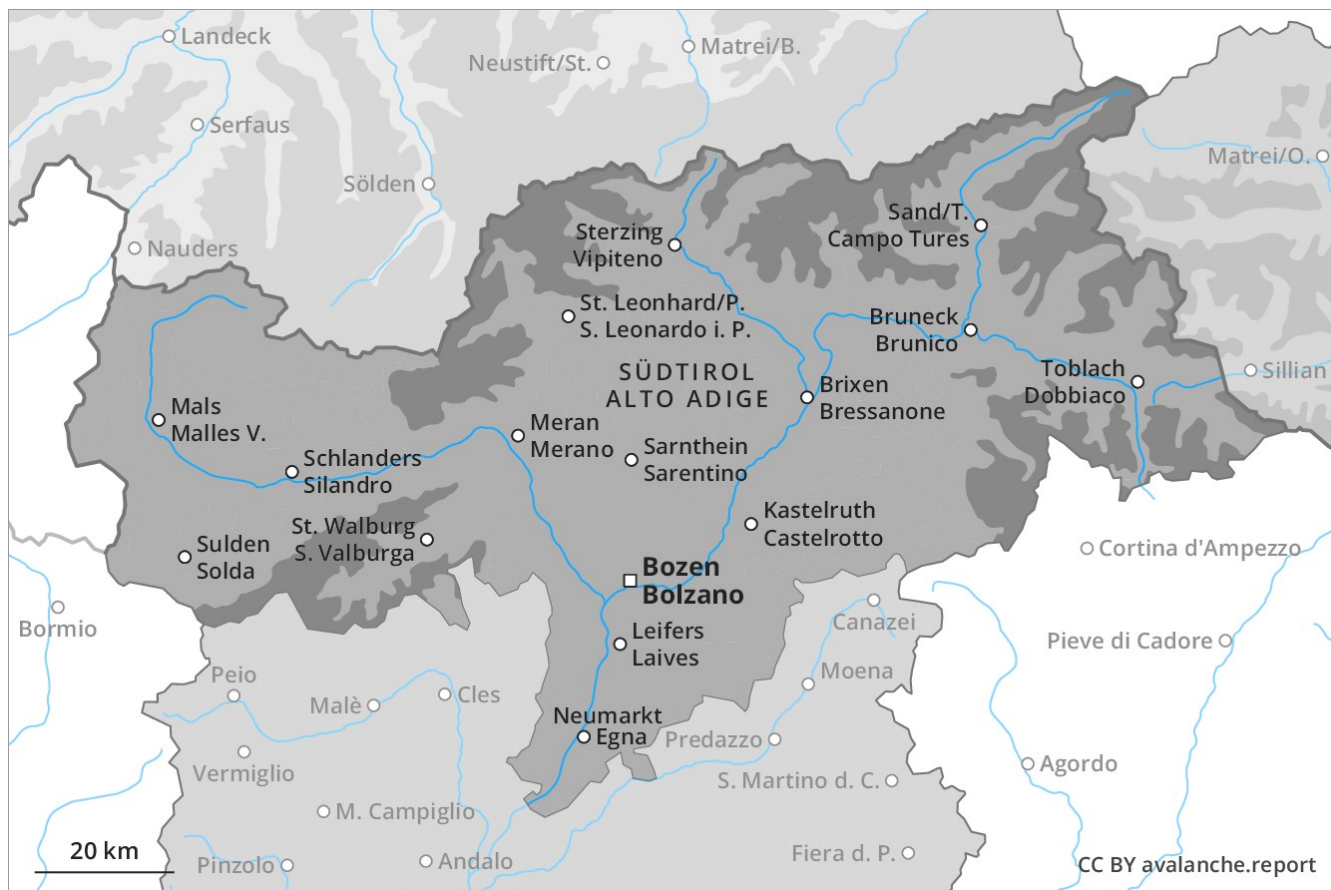 Landeck
Matrei/B.
Neustift/St.
Serfaus
Matrei/O.
Sölden
Sand/T.
Campo Tures
Sterzing
Vipiteno
Nauders
St. Leonhard/P.
S. Leonardo i. P.
Bruneck
Brunico
SÜDTIROL
ALTO ADIGE
Toblach
Dobbiaco
Sillian
Brixen
Bressanone
Mals
Malles V.
Meran
Merano
Sarnthein
Sarentino
Schlanders
Silandro
Kastelruth
Castelrotto
St. Walburg
S. Valburga
Sulden
Solda
Cortina d'Ampezzo
Bozen
Bolzano
Bormio
Canazei
Leifers
Laives
Pieve di Cadore
Peio
Moena
Malè
Cles
Neumarkt
Egna
Predazzo
Vermiglio
Agordo
S. Martino d. C.
M. Campiglio
20 km
Pinzolo
Andalo
Fiera d. P.
CC BY avalanche.report